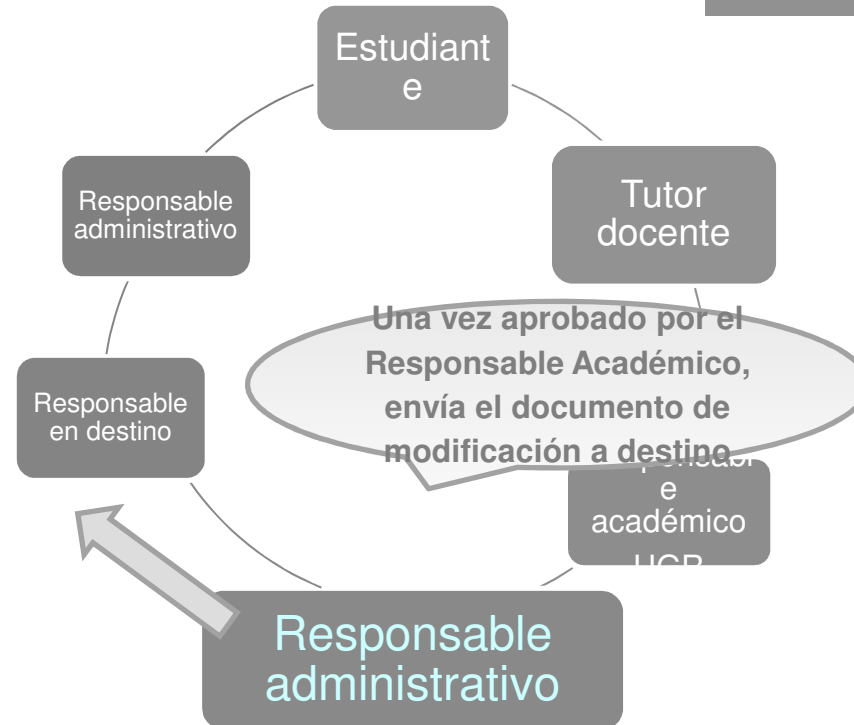 Estudiant
e
Tutor
docente
Responsable
administrativo
Una vez aprobado por el
Responsable Académico,
envía el documento de
modificación a destino
Responsable
en destino
e
académico
UGR
Responsable
administrativo